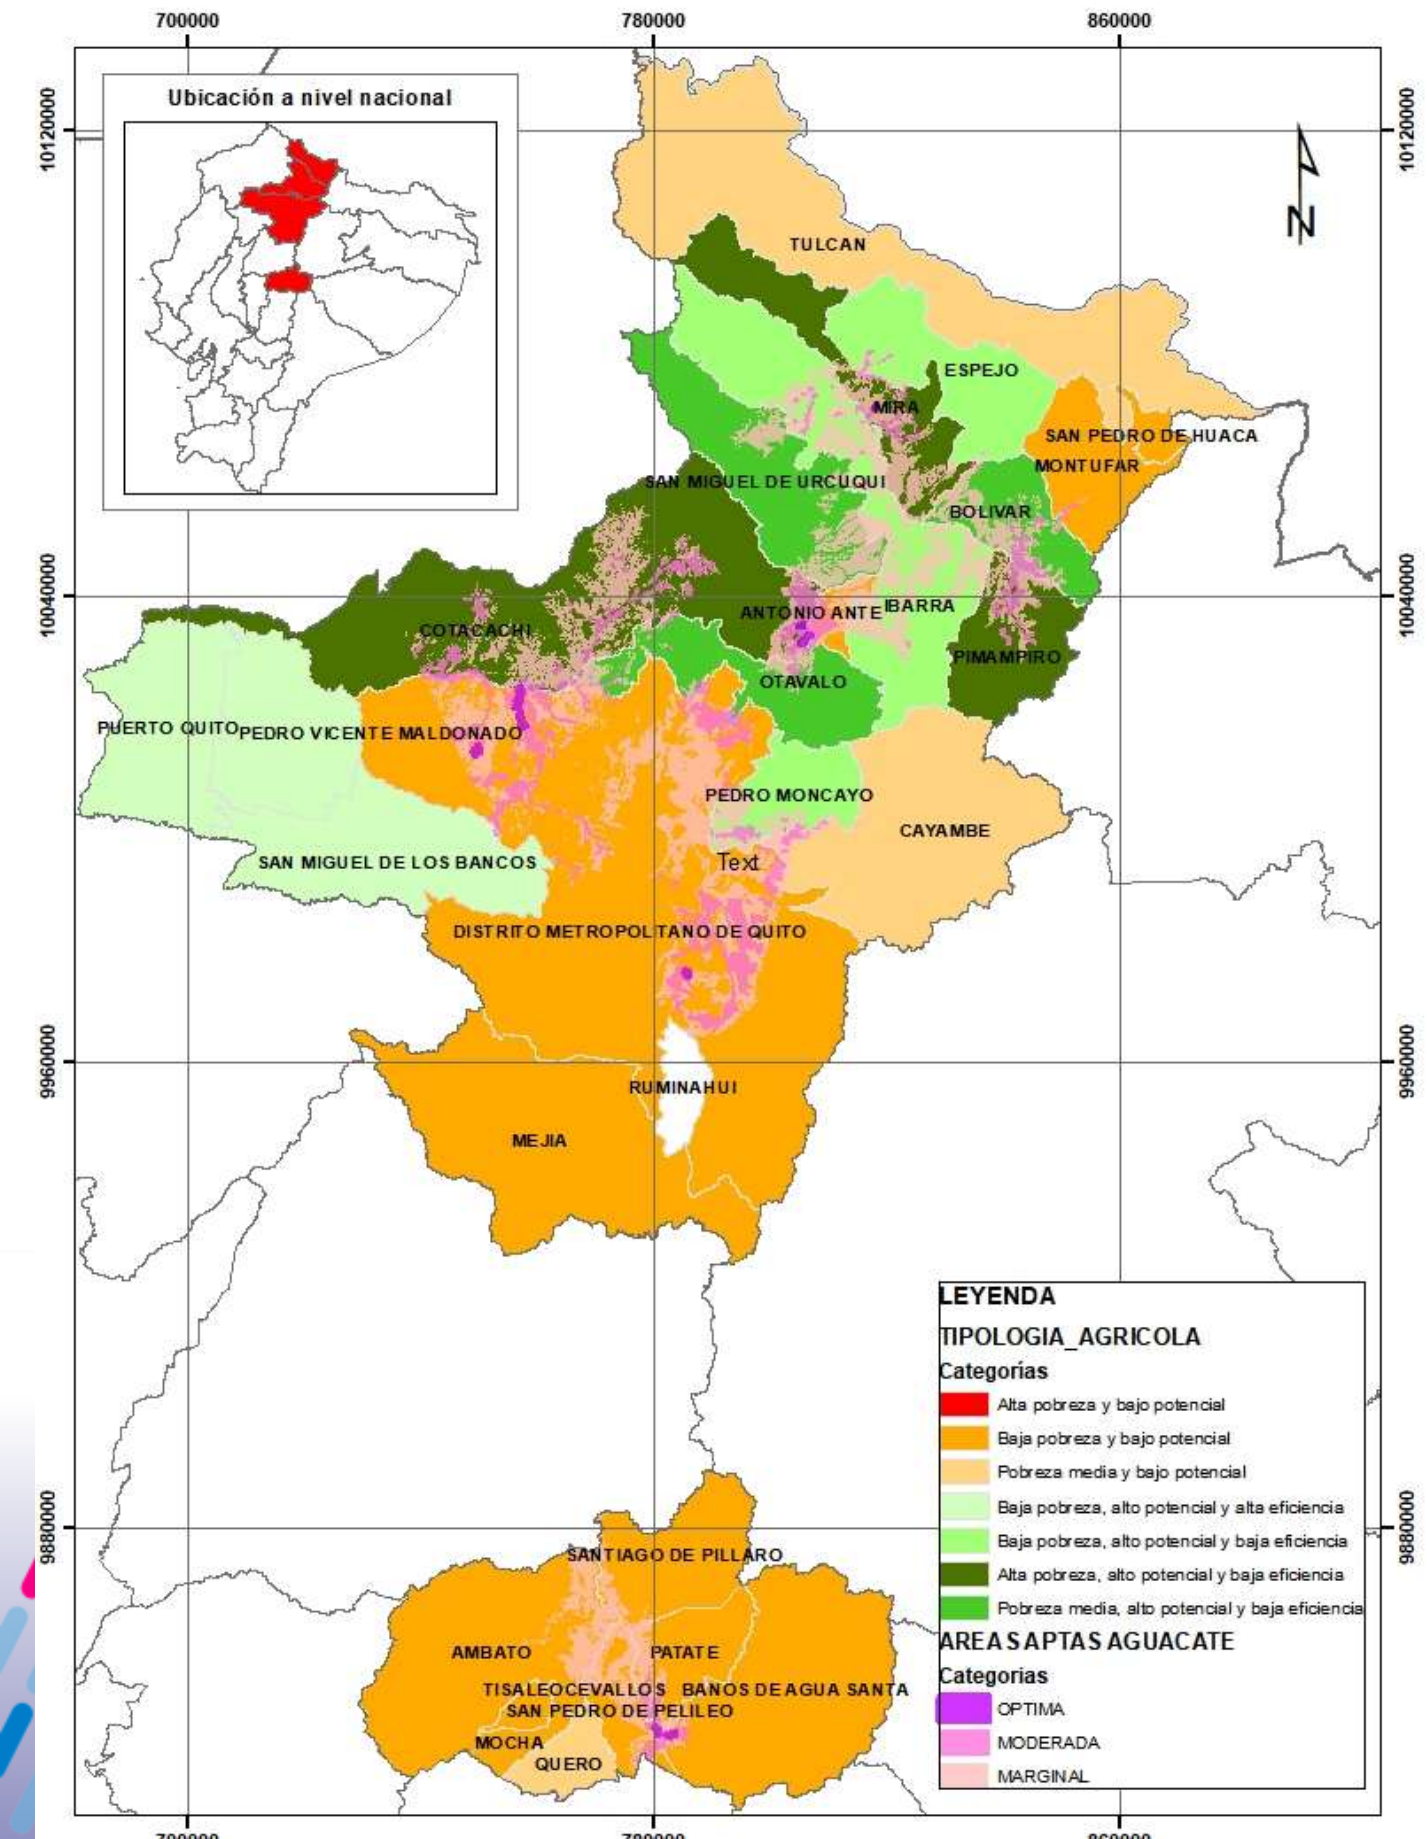 700000
780000
860000
Ubicación a nivel nacional
10120000
10120000
N
TULCAN
ESPEJO
MIRA
SAN PEDRO DE HUACA
MONTUFAR
SAN MIGUEL DE URCUQUI
BOLIVAR
10040000
10040000
ANTONIO ANTE
IBARRA
COTACACHI
PIMAMPIRO
OTAVALO
PUERTO QUITO
PEDRO VICENTE MALDONADO
PEDRO MONCAYO
CAYAMBE
SAN MIGUEL DE LOS BANCOS
Text
DISTRITO METROPOLITANO DE QUITO
9960000
9960000
RUMINAHUI
MEJIA
LEYENDA
TIPOLOGIA_AGRICOLA
Categorías
Alta pobreza y bajo potencial
Baja pobreza y bajo potencial
Pobreza media y bajo potencial
Baja pobreza, alto potencial y alta eficiencia
Baja pobreza, alto potencial y baja eficiencia
Alta pobreza, alto potencial y baja eficiencia
Pobreza media, alto potencial y baja eficiencia
AREAS APTAS AGUACATE
Categorias
OPTIMA
MODERADA
MARGINAL
9880000
9880000
SANTIAGO DE PILLARO
AMBATO
PATATE
TISALEO
CEVALLOS
BANOS DE AGUA SANTA
SAN PEDRO DE PELILEO
MOCHA
QUERO
700000
780000
860000